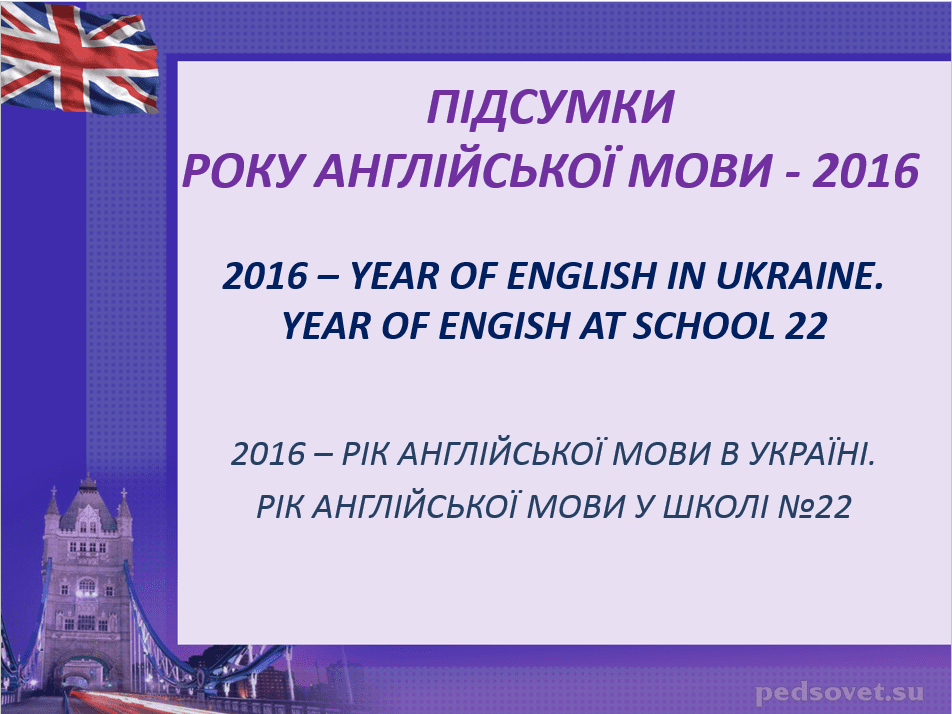 ПІДСУМКИ
РОКУ АНГЛІЙСЬКОЇ МОВИ - 2016
2016 – YEAR OF ENGLISH IN UKRAINE.
YEAR OF ENGISH AT SCHOOL 22
2016 – РІК АНГЛІЙСЬКОЇ МОВИ В УКРАЇНІ.
РІК АНГЛІЙСЬКОЇ МОВИ У ШКОЛІ №22
pedsovet.su